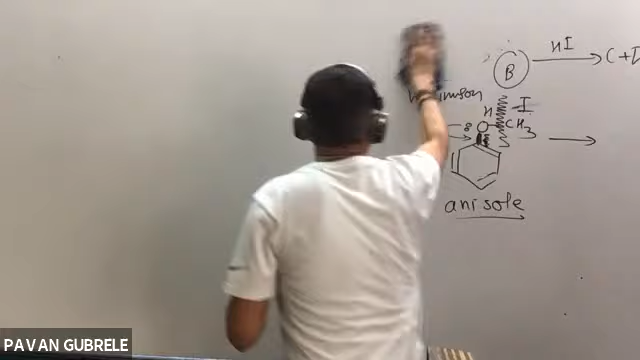 B HI C + D
H -I
O CH3
anisole
PAVAN GUBRELE